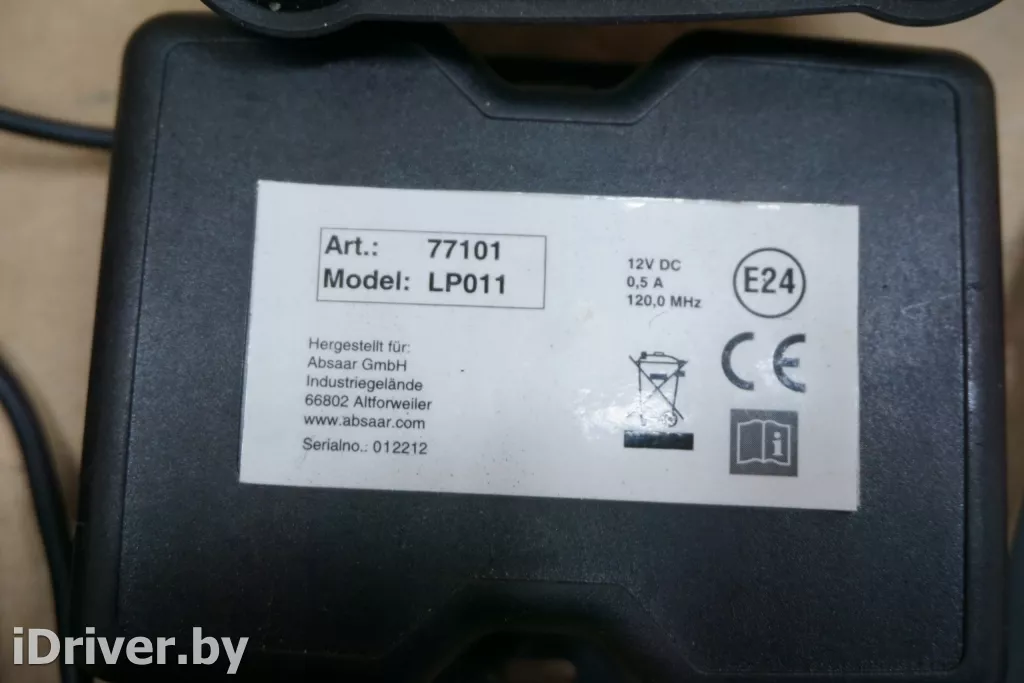 Art.: 77101
Model: LP011
12V DC
0,5 A
120,0 MHz
E24
CE
Hergestellt für:
Absaar GmbH
Industriegelände
66802 Altforweiler
www.absaar.com
Serialno.: 012212
i
iDriver.by